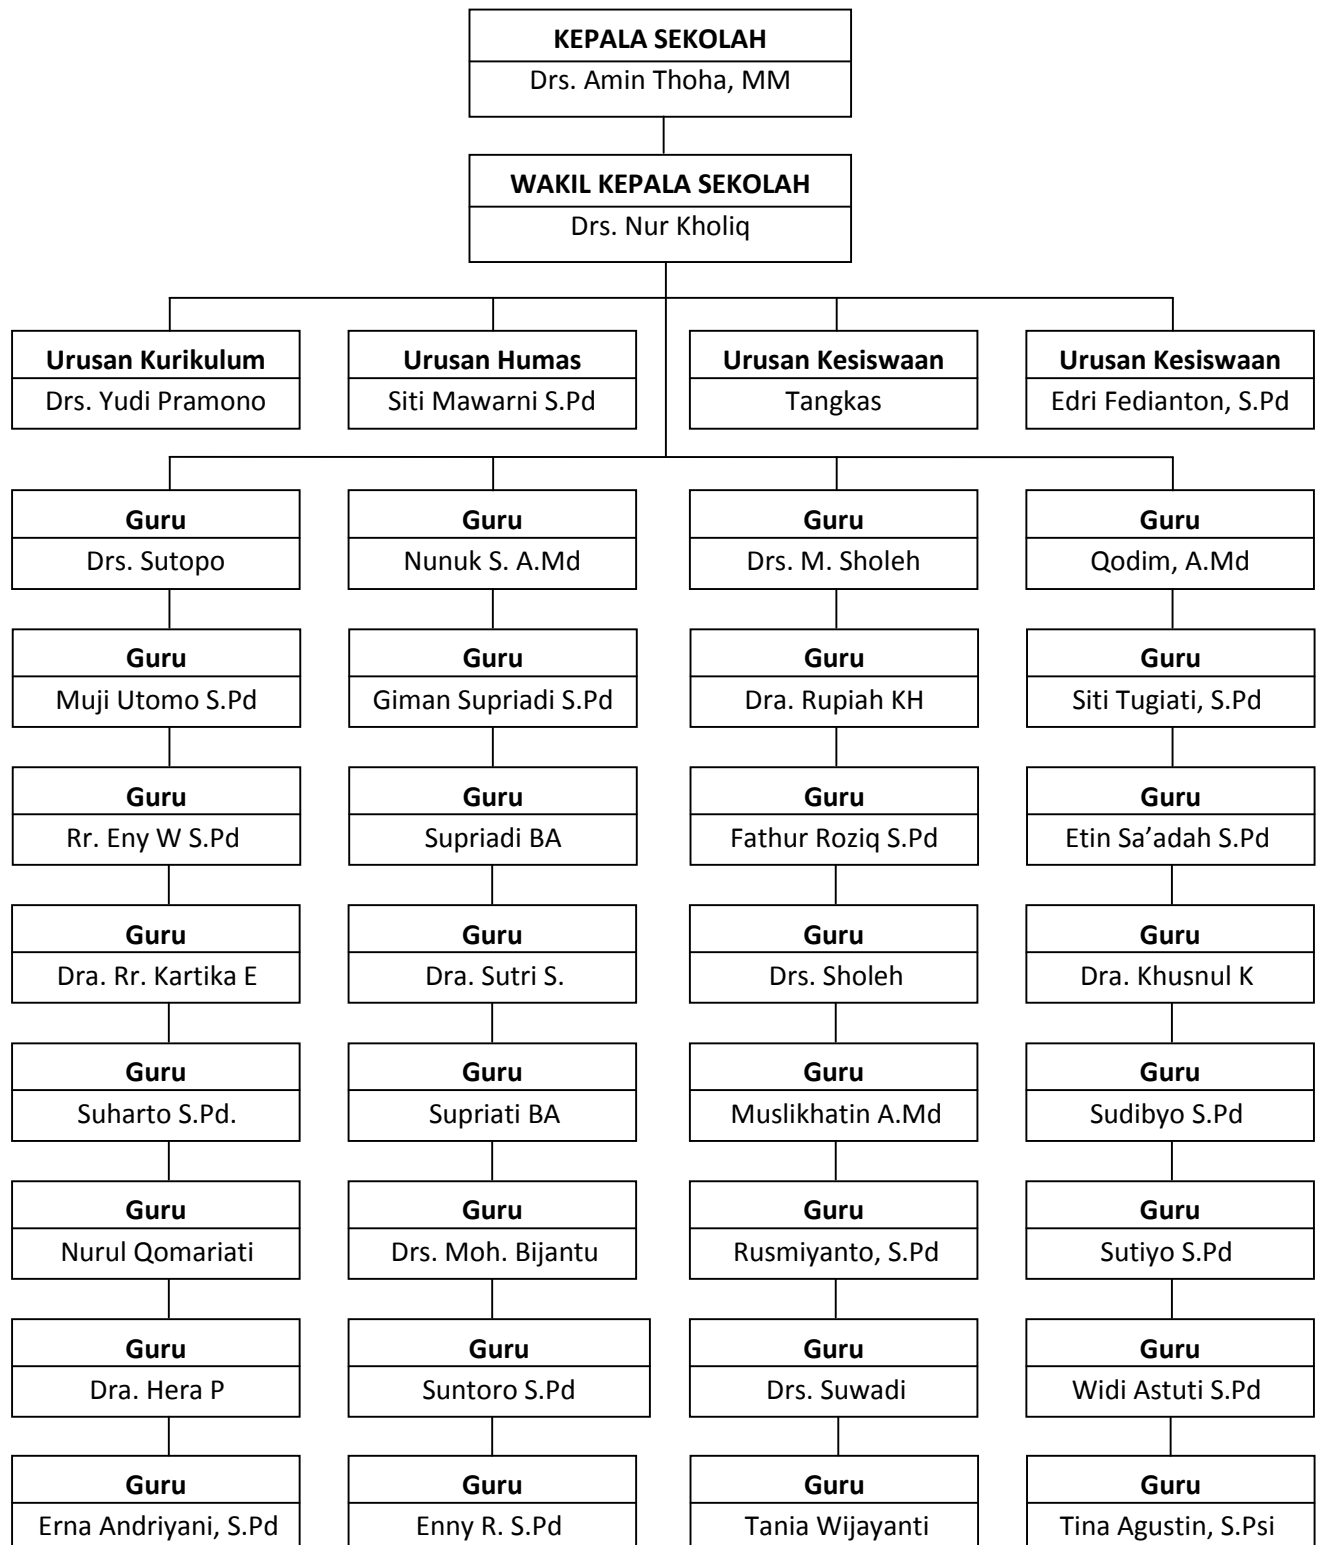 KEPALA SEKOLAH
Drs. Amin Thoha, MM
WAKIL KEPALA SEKOLAH
Drs. Nur Kholiq
Urusan Kurikulum
Drs. Yudi Pramono
Urusan Humas
Siti Mawarni S.Pd
Urusan Kesiswaan
Tangkas
Urusan Kesiswaan
Edri Fedianton, S.Pd
Guru
Drs. Sutopo
Guru
Nunuk S. A.Md
Guru
Drs. M. Sholeh
Guru
Qodim, A.Md
Guru
Muji Utomo S.Pd
Guru
Giman Supriadi S.Pd
Guru
Dra. Rupiah KH
Guru
Siti Tugiati, S.Pd
Guru
Rr. Eny W S.Pd
Guru
Supriadi BA
Guru
Fathur Roziq S.Pd
Guru
Etin Sa’adah S.Pd
Guru
Dra. Rr. Kartika E
Guru
Dra. Sutri S.
Guru
Drs. Sholeh
Guru
Dra. Khusnul K
Guru
Suharto S.Pd.
Guru
Supriati BA
Guru
Muslikhatin A.Md
Guru
Sudibyo S.Pd
Guru
Nurul Qomariati
Guru
Drs. Moh. Bijantu
Guru
Rusmiyanto, S.Pd
Guru
Sutiyo S.Pd
Guru
Dra. Hera P
Guru
Suntoro S.Pd
Guru
Drs. Suwadi
Guru
Widi Astuti S.Pd
Guru
Erna Andriyani, S.Pd
Guru
Enny R. S.Pd
Guru
Tania Wijayanti
Guru
Tina Agustin, S.Psi